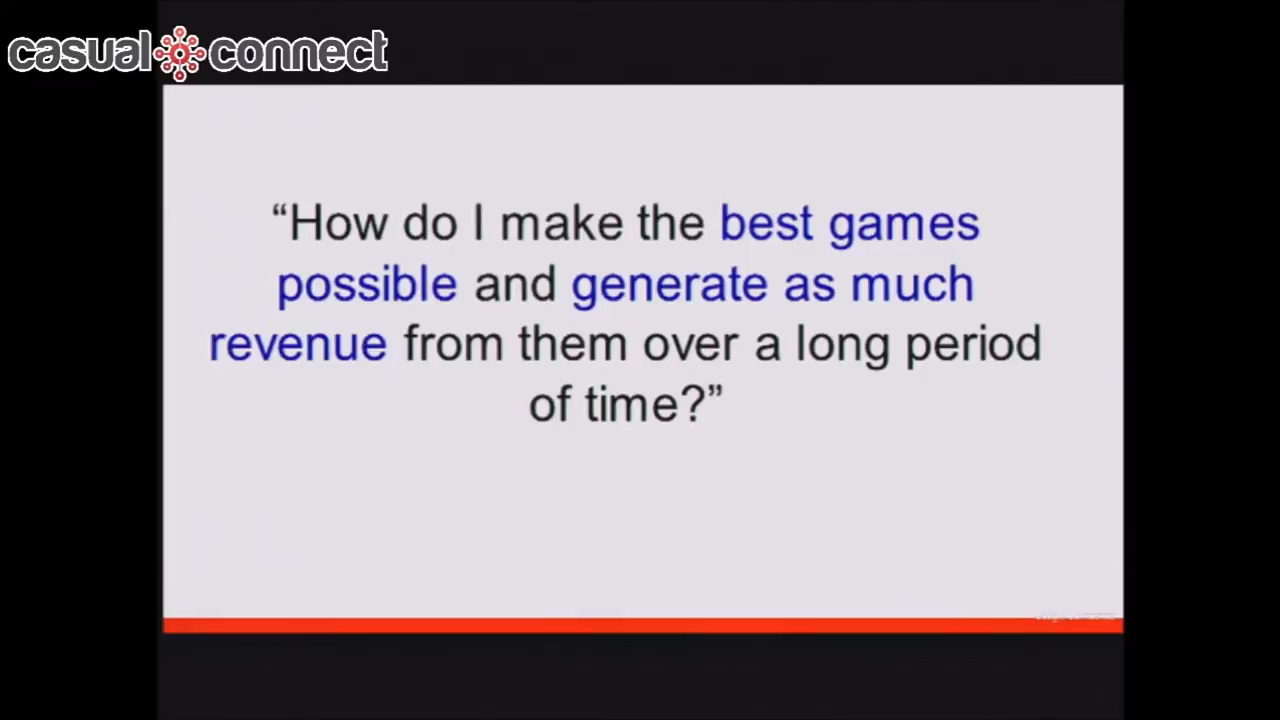 casual connect
“How do I make the best games
possible and generate as much
revenue from them over a long period
of time?”